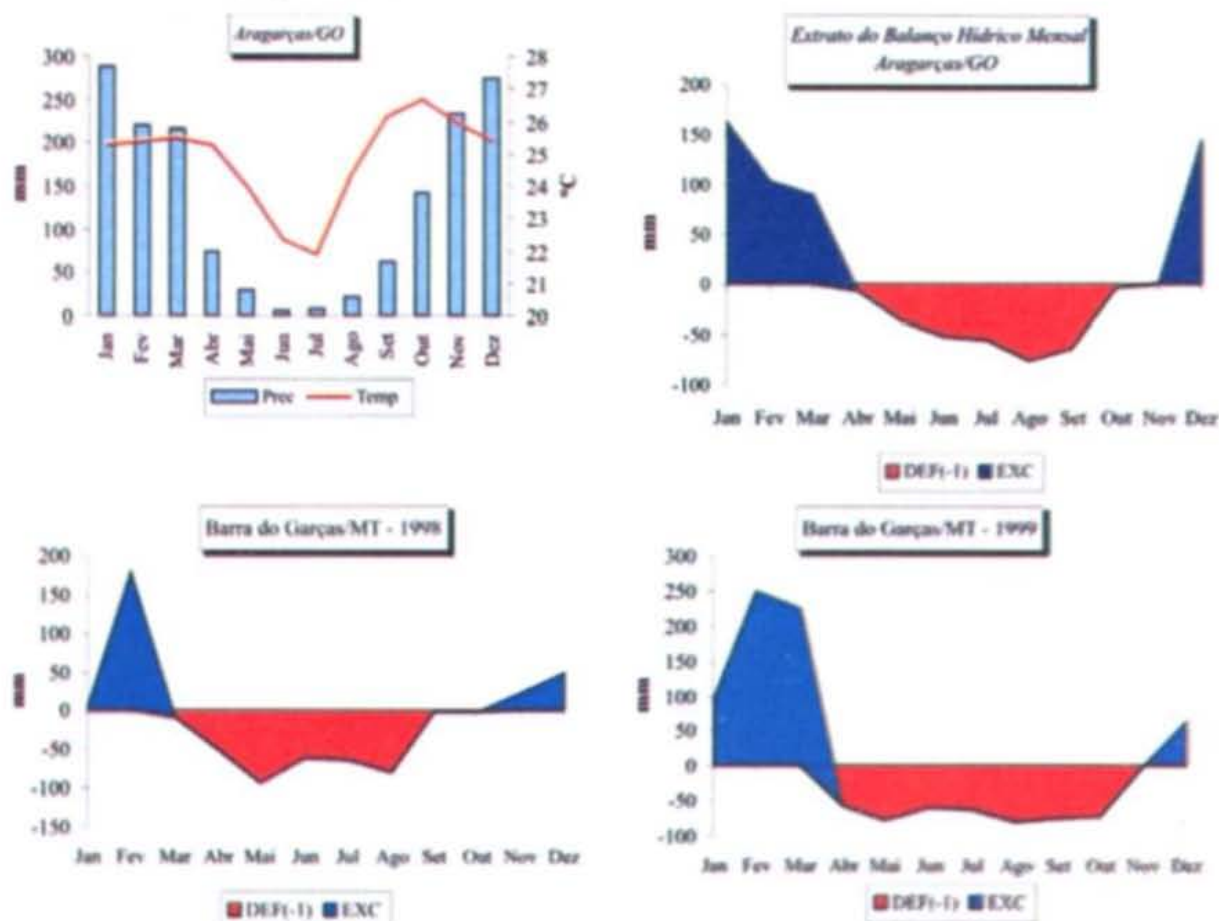 Aragarças/GO
300
250
200
150
100
50
0
mm
28
27
26
25
24
23
22
21
20
°C
Jan Fev Mar Abr Mai Jun Jul Ago Set Out Nov Dez
Prec Temp
Extrato do Balanço Hídrico Mensal
Aragarças/GO
200
150
100
50
0
-50
-100
mm
Jan Fev Mar Abr Mai Jun Jul Ago Set Out Nov Dez
DEF(-1) EXC
Barra do Garças/MT - 1998
200
150
100
50
0
-50
-100
-150
mm
Jan Fev Mar Abr Mai Jun Jul Ago Set Out Nov Dez
DEF(-1) EXC
Barra do Garças/MT - 1999
300
250
200
150
100
50
0
-50
-100
mm
Jan Fev Mar Abr Mai Jun Jul Ago Set Out Nov Dez
DEF(-1) EXC